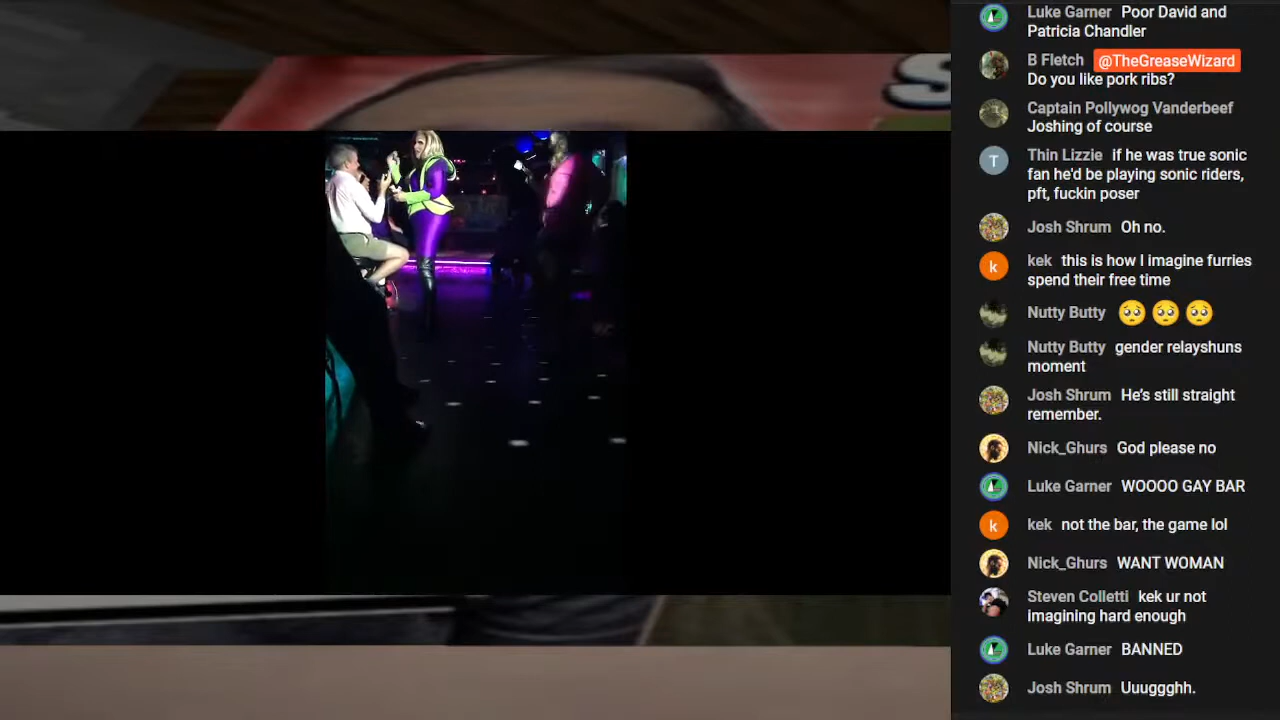 Luke Garner Poor David and
Patricia Chandler
B Fletch @TheGreaseWizard
Do you like pork ribs?
Captain Pollywog Vanderbeef
Joshing of course
T Thin Lizzie if he was true sonic
fan he'd be playing sonic riders,
pft, fuckin poser
Josh Shrum Oh no.
k kek this is how I imagine furries
spend their free time
Nutty Butty 🥺 🥺 🥺
Nutty Butty gender relayshuns
moment
Josh Shrum He's still straight
remember.
Nick_Ghurs God please no
Luke Garner WOOOO GAY BAR
k kek not the bar, the game lol
Nick_Ghurs WANT WOMAN
Steven Colletti kek ur not
imagining hard enough
Luke Garner BANNED
Josh Shrum Uuuggghh.